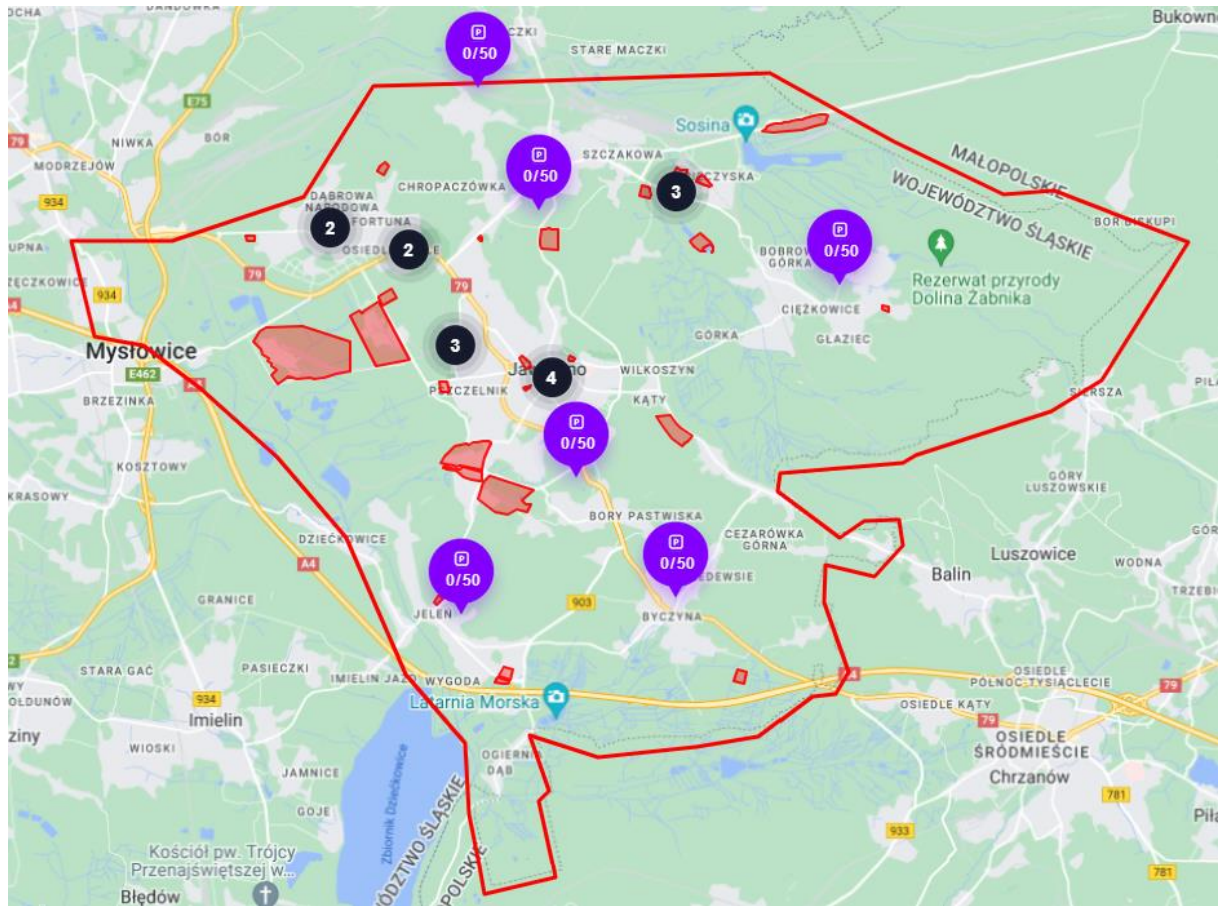 Bukowno
STARE MACZKI
P
0/50
E75
BÓR
NIWKA
79
MODRZEJÓW
934
Sosina
SZCZAKOWA
MAŁOPOLSKIE
WOJEWÓDZTWO ŚLĄSKIE
P
0/50
CHROPACZÓWKA
3
DĄBROWA
NARODOWA
2
FORTUNA
2
BÓR BISKUPI
P
0/50
Rezerwat przyrody
Dolina Żabnika
79
79
934
CIĘŻKOWICE
GŁAZIEC
GÓRKA
Mysłowice
3
E462
A4
PSZCZELNIK
4
WILKOSZYN
KĄTY
BRZEZINKA
SIERSZA
P
0/50
KOSZTOWY
KRASOWY
GÓRY
LUSZOWSKIE
BORY PASTWISKA
DZIEĆKOWICE
CEZARÓWKA
GÓRNA
P
0/50
Luszowice
WODNA
Balin
A4
P
0/50
GRANICE
903
JELEŃ
BYCZYNA
STARA GAĆ
PASIECZKI
WYGODA
OSIEDLE
PÓŁNOC-TYSIĄCLECIE
79
934
Latarnia Morska
OSIEDLE KĄTY
79
Imielin
OSIEDLE
ŚRÓDMIEŚCIE
WIOSKI
OGIERNIA
DĄB
Chrzanów
JAMNICE
781
GOJE
Zbiornik Dziećkowice
933
Kościół pw. Trójcy
Przenajświętszej w...
781
Błędów